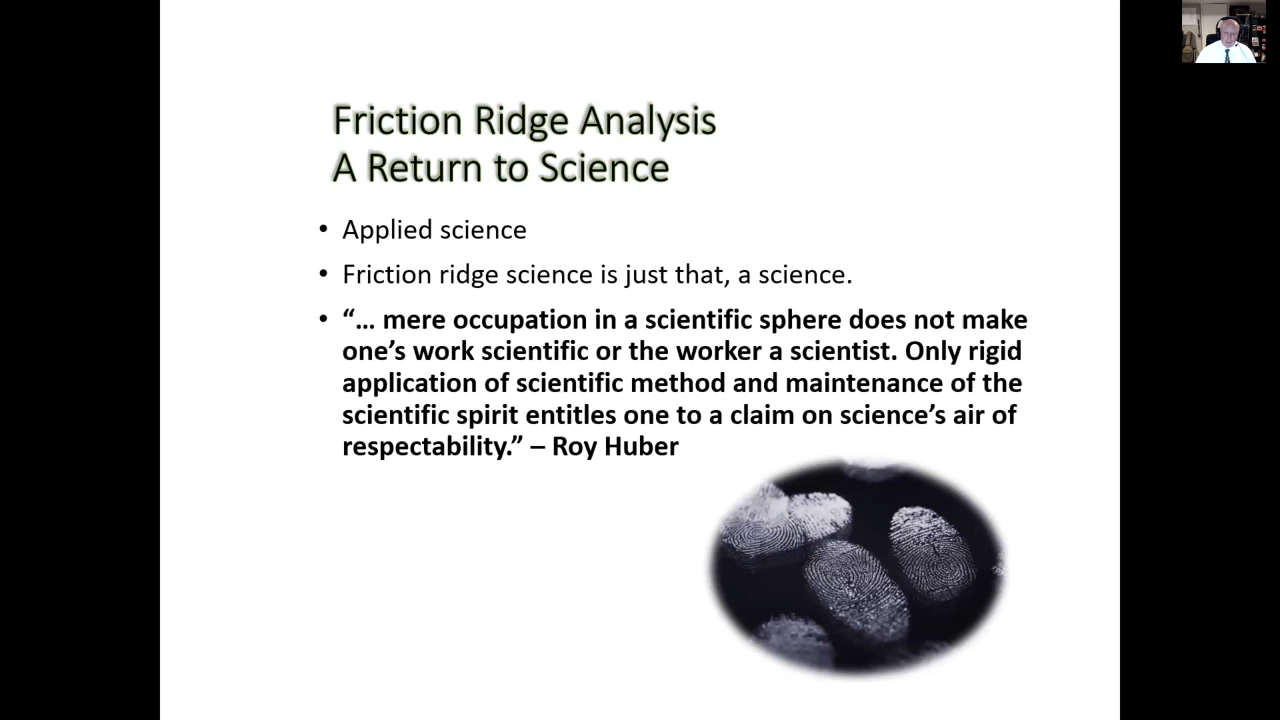 Friction Ridge Analysis
A Return to Science
• Applied science
• Friction ridge science is just that, a science.
• “… mere occupation in a scientific sphere does not make
one’s work scientific or the worker a scientist. Only rigid
application of scientific method and maintenance of the
scientific spirit entitles one to a claim on science’s air of
respectability.” – Roy Huber